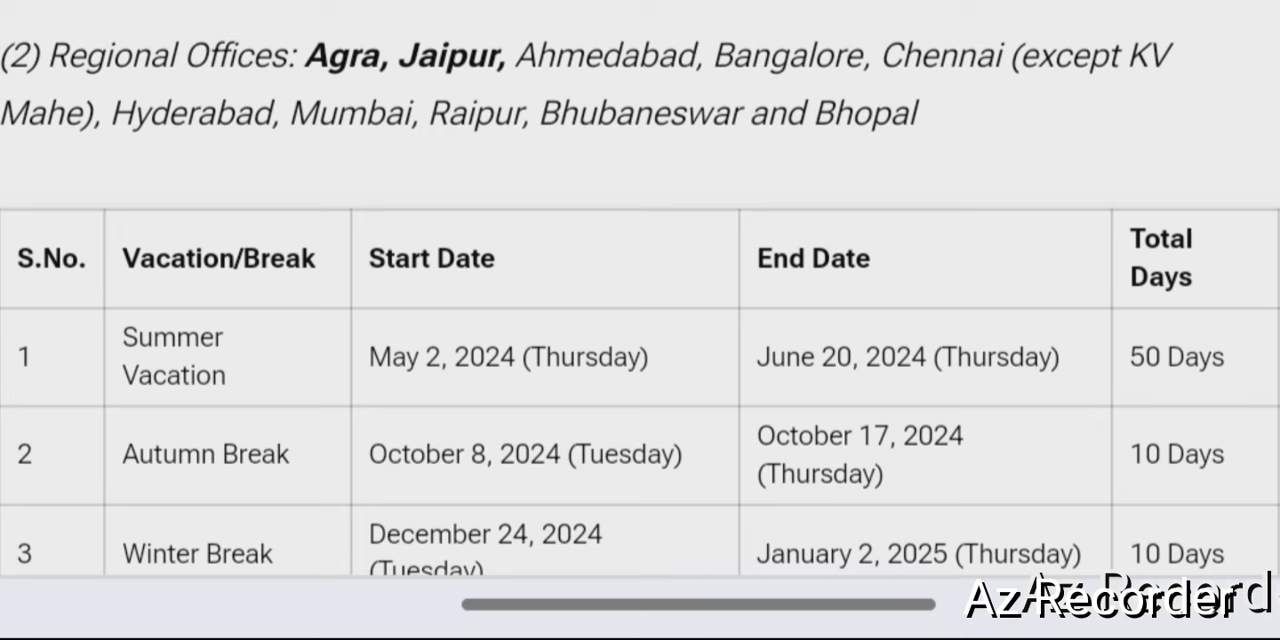 (2) Regional Offices: Agra, Jaipur, Ahmedabad, Bangalore, Chennai (except KV
Mahe), Hyderabad, Mumbai, Raipur, Bhubaneswar and Bhopal
S.No. Vacation/Break Start Date End Date Total
Days
1 Summer
Vacation May 2, 2024 (Thursday) June 20, 2024 (Thursday) 50 Days
2 Autumn Break October 8, 2024 (Tuesday) October 17, 2024
(Thursday) 10 Days
3 Winter Break December 24, 2024
(Tuesday) January 2, 2025 (Thursday) 10 Days
Az Recorder